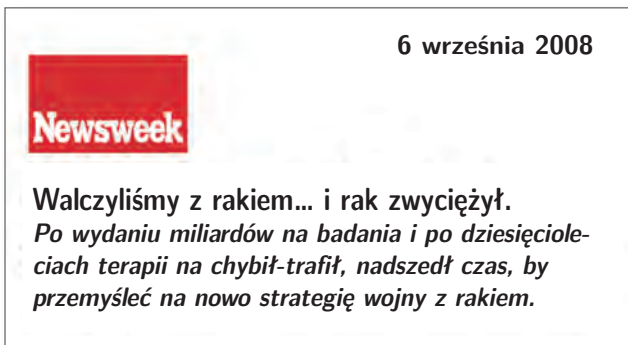 6 września 2008
Newsweek
Walczyliśmy z rakiem... i rak zwyciężył.
Po wydaniu miliardów na badania i po dziesięciole-
ciach terapii na chybił-trafił, nadszedł czas, by
przemyśleć na nowo strategię wojny z rakiem.